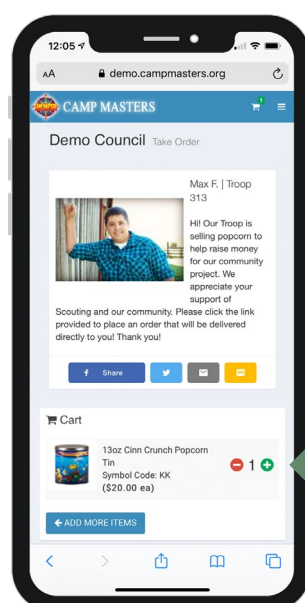 12:05
AA demo.campmasters.org
CAMP MASTERS 1
Demo Council Take Order
Max F. | Troop
313
Hi! Our Troop is
selling popcorn to
help raise money
for our community
project. We
appreciate your
support of
Scouting and our community. Please click the link
provided to place an order that will be delivered
directly to you! Thank you!
f Share
Cart
13oz Cinn Crunch Popcorn
Tin
Symbol Code: KK
($20.00 ea)
1
ADD MORE ITEMS